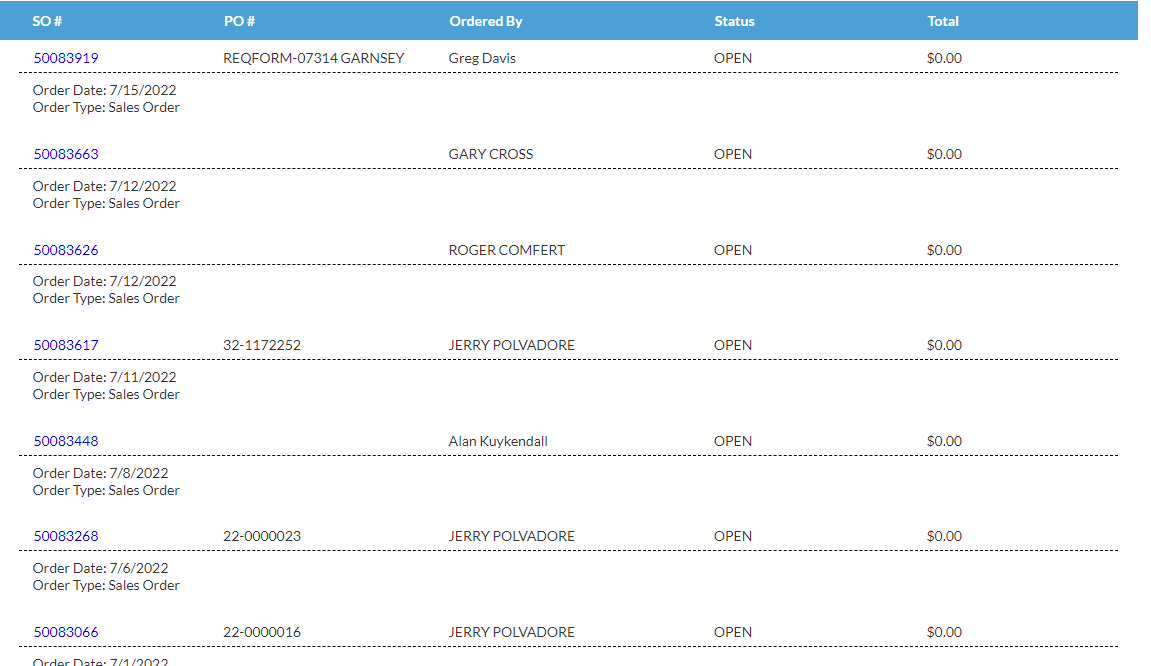 SO # PO # Ordered By Status Total
50083919 REQFORM-07314 GARNSEY Greg Davis OPEN $0.00
Order Date: 7/15/2022
Order Type: Sales Order
50083663 GARY CROSS OPEN $0.00
Order Date: 7/12/2022
Order Type: Sales Order
50083626 ROGER COMFERT OPEN $0.00
Order Date: 7/12/2022
Order Type: Sales Order
50083617 32-1172252 JERRY POLVADORE OPEN $0.00
Order Date: 7/11/2022
Order Type: Sales Order
50083448 Alan Kuykendall OPEN $0.00
Order Date: 7/8/2022
Order Type: Sales Order
50083268 22-0000023 JERRY POLVADORE OPEN $0.00
Order Date: 7/6/2022
Order Type: Sales Order
50083066 22-0000016 JERRY POLVADORE OPEN $0.00
Order Date: 7/1/2022